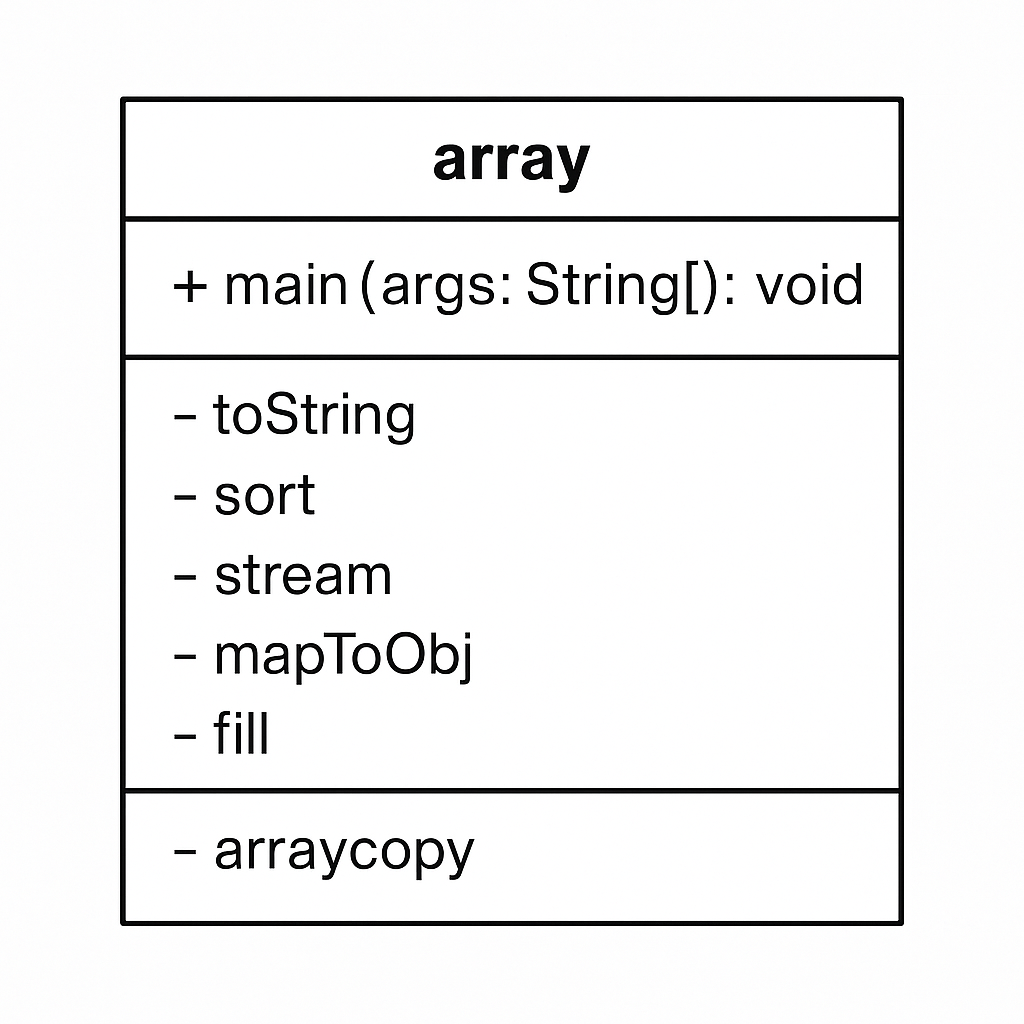 array
+ main(args: String[): void
– toString
– sort
– stream
– mapToObj
– fill
– arraycopy